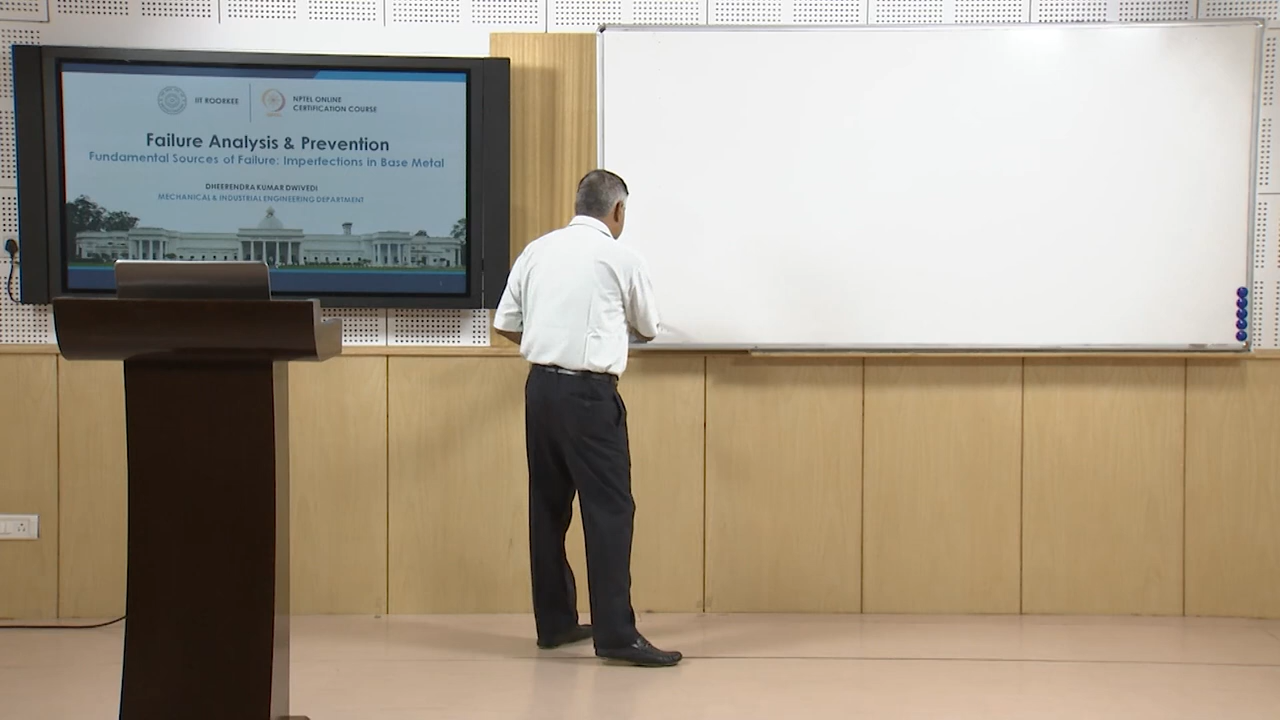 IIT ROORKEE
NPTEL ONLINE
CERTIFICATION COURSE
Failure Analysis & Prevention
Fundamental Sources of Failure: Imperfections in Base Metal
DHEERENDRA KUMAR DWIVEDI
MECHANICAL & INDUSTRIAL ENGINEERING DEPARTMENT